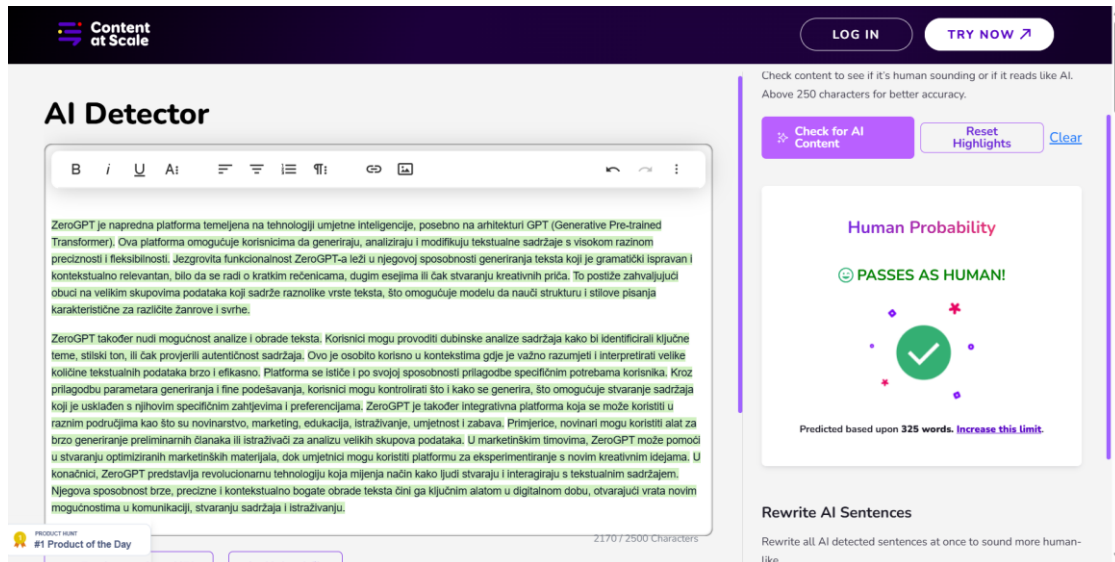 Content
at Scale
LOG IN
TRY NOW
AI Detector
B i U A
ZeroGPT je napredna platforma temeljena na tehnologiji umjetne inteligencije, posebno na arhitekturi GPT (Generative Pre-trained
Transformer). Ova platforma omogućuje korisnicima da generiraju, analiziraju i modifikuju tekstualne sadržaje s visokom razinom
preciznosti i fleksibilnosti. Jezgrovita funkcionalnost ZeroGPT-a leži u njegovoj sposobnosti generiranja teksta koji je gramatički ispravan i
kontekstualno relevantan, bilo da se radi o kratkim rečenicama, dugim esejima ili čak stvaranju kreativnih priča. To postiže zahvaljujući
obuci na velikim skupovima podataka koji sadrže raznolike vrste teksta, što omogućuje modelu da nauči strukturu i stilove pisanja
karakteristične za različite žanrove i svrhe.
ZeroGPT također nudi mogućnost analize i obrade teksta. Korisnici mogu provoditi dubinske analize sadržaja kako bi identificirali ključne
teme, stilski ton, ili čak provjerili autentičnost sadržaja. Ovo je osobito korisno u kontekstima gdje je važno razumjeti i interpretirati velike
količine tekstualnih podataka brzo i efikasno. Platforma se ističe i po svojoj sposobnosti prilagodbe specifičnim potrebama korisnika. Kroz
prilagodbu parametara generiranja i fine podešavanja, korisnici mogu kontrolirati što i kako se generira, što omogućuje stvaranje sadržaja
koji je usklađen s njihovim specifičnim zahtjevima i preferencijama. ZeroGPT je također integrativna platforma koja se može koristiti u
raznim područjima kao što su novinarstvo, marketing, edukacija, istraživanje, umjetnost i zabava. Primjerice, novinari mogu koristiti alat za
brzo generiranje preliminarnih članaka ili istraživači za analizu velikih skupova podataka. U marketinškim timovima, ZeroGPT može pomoći
u stvaranju optimiziranih marketinških materijala, dok umjetnici mogu koristiti platformu za eksperimentiranje s novim kreativnim idejama. U
konačnici, ZeroGPT predstavlja revolucionarnu tehnologiju koja mijenja način kako ljudi stvaraju i interagiraju s tekstualnim sadržajem.
Njegova sposobnost brze, precizne i kontekstualno bogate obrade teksta čini ga ključnim alatom u digitalnom dobu, otvarajući vrata novim
mogućnostima u komunikaciji, stvaranju sadržaja i istraživanju.
2170 / 2500 Characters
PRODUCT HUNT
#1 Product of the Day
Check content to see if it's human sounding or if it reads like AI.
Above 250 characters for better accuracy.
Check for AI
Content
Reset
Highlights
Clear
Human Probability
PASSES AS HUMAN!
Predicted based upon 325 words. Increase this limit.
Rewrite AI Sentences
Rewrite all AI detected sentences at once to sound more human-
like